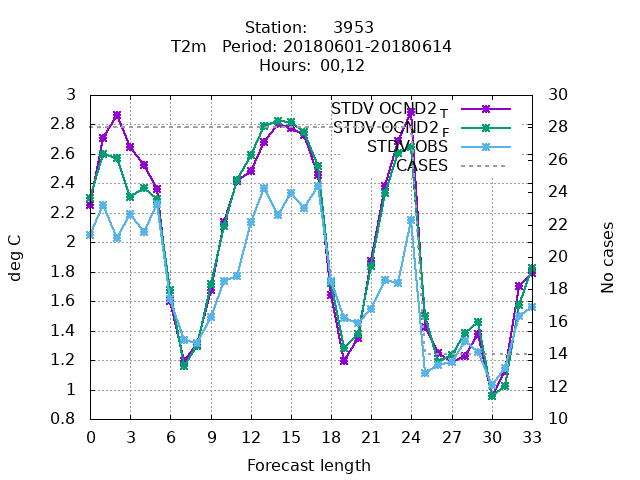 Station: 3953
T2m Period: 20180601-20180614
Hours: 00,12
3
2.8
2.6
2.4
2.2
2
1.8
1.6
1.4
1.2
1
0.8
deg C
30
28
26
24
22
20
18
16
14
12
10
No cases
STDV OCND2 T
STDV OCND2 F
STDV OBS
CASES
0 3 6 9 12 15 18 21 24 27 30 33
Forecast length